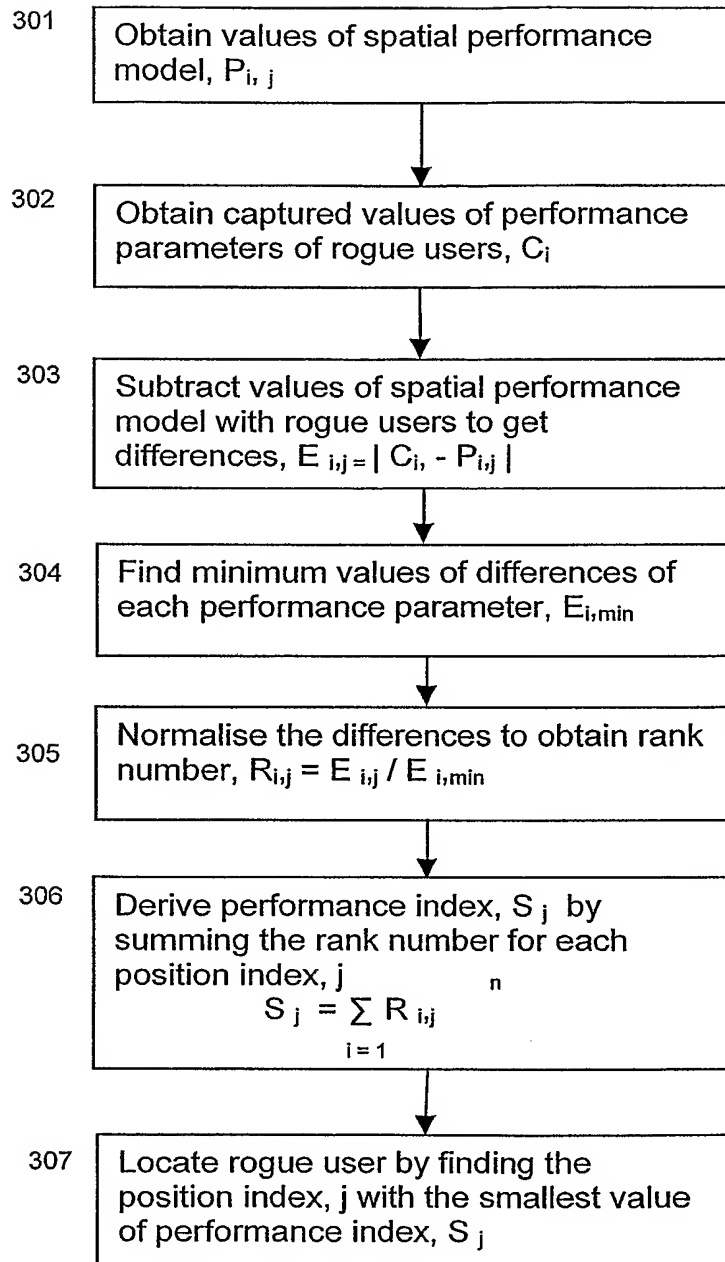 301
Obtain values of spatial performance
model, Pi, j
302
Obtain captured values of performance
parameters of rogue users, Ci
303
Subtract values of spatial performance
model with rogue users to get
differences, E i,j = | Ci, - Pi,j |
304
Find minimum values of differences of
each performance parameter, Ei,min
305
Normalise the differences to obtain rank
number, Ri,j = E i,j / E i,min
306
Derive performance index, S j by
summing the rank number for each
position index, j
n
S j = ∑ R i,j
i = 1
307
Locate rogue user by finding the
position index, j with the smallest value
of performance index, S j